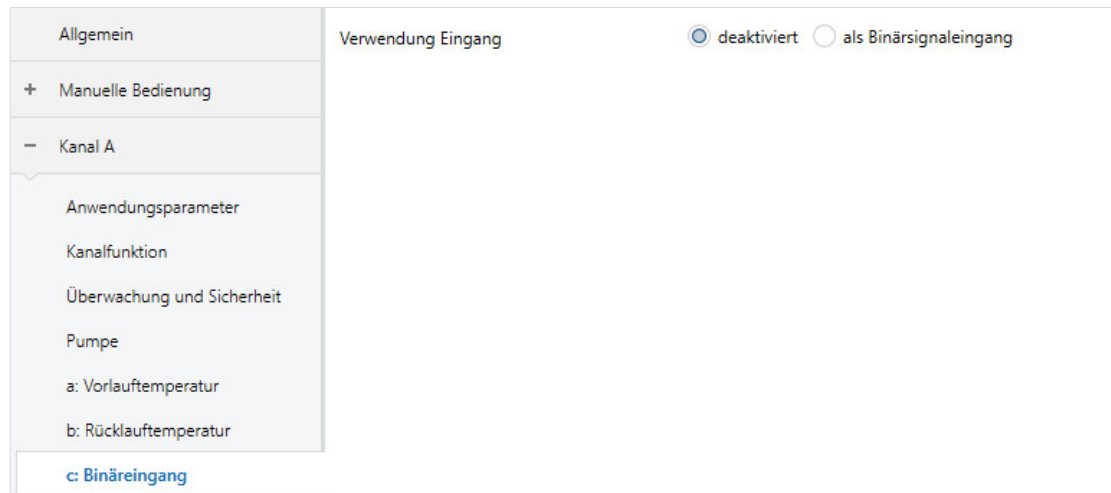 Allgemein
Verwendung Eingang deaktiviert als Binärsignaleingang
+ Manuelle Bedienung
− Kanal A
Anwendungsparameter
Kanalfunktion
Überwachung und Sicherheit
Pumpe
a: Vorlauftemperatur
b: Rücklauftemperatur
c: Binäreingang